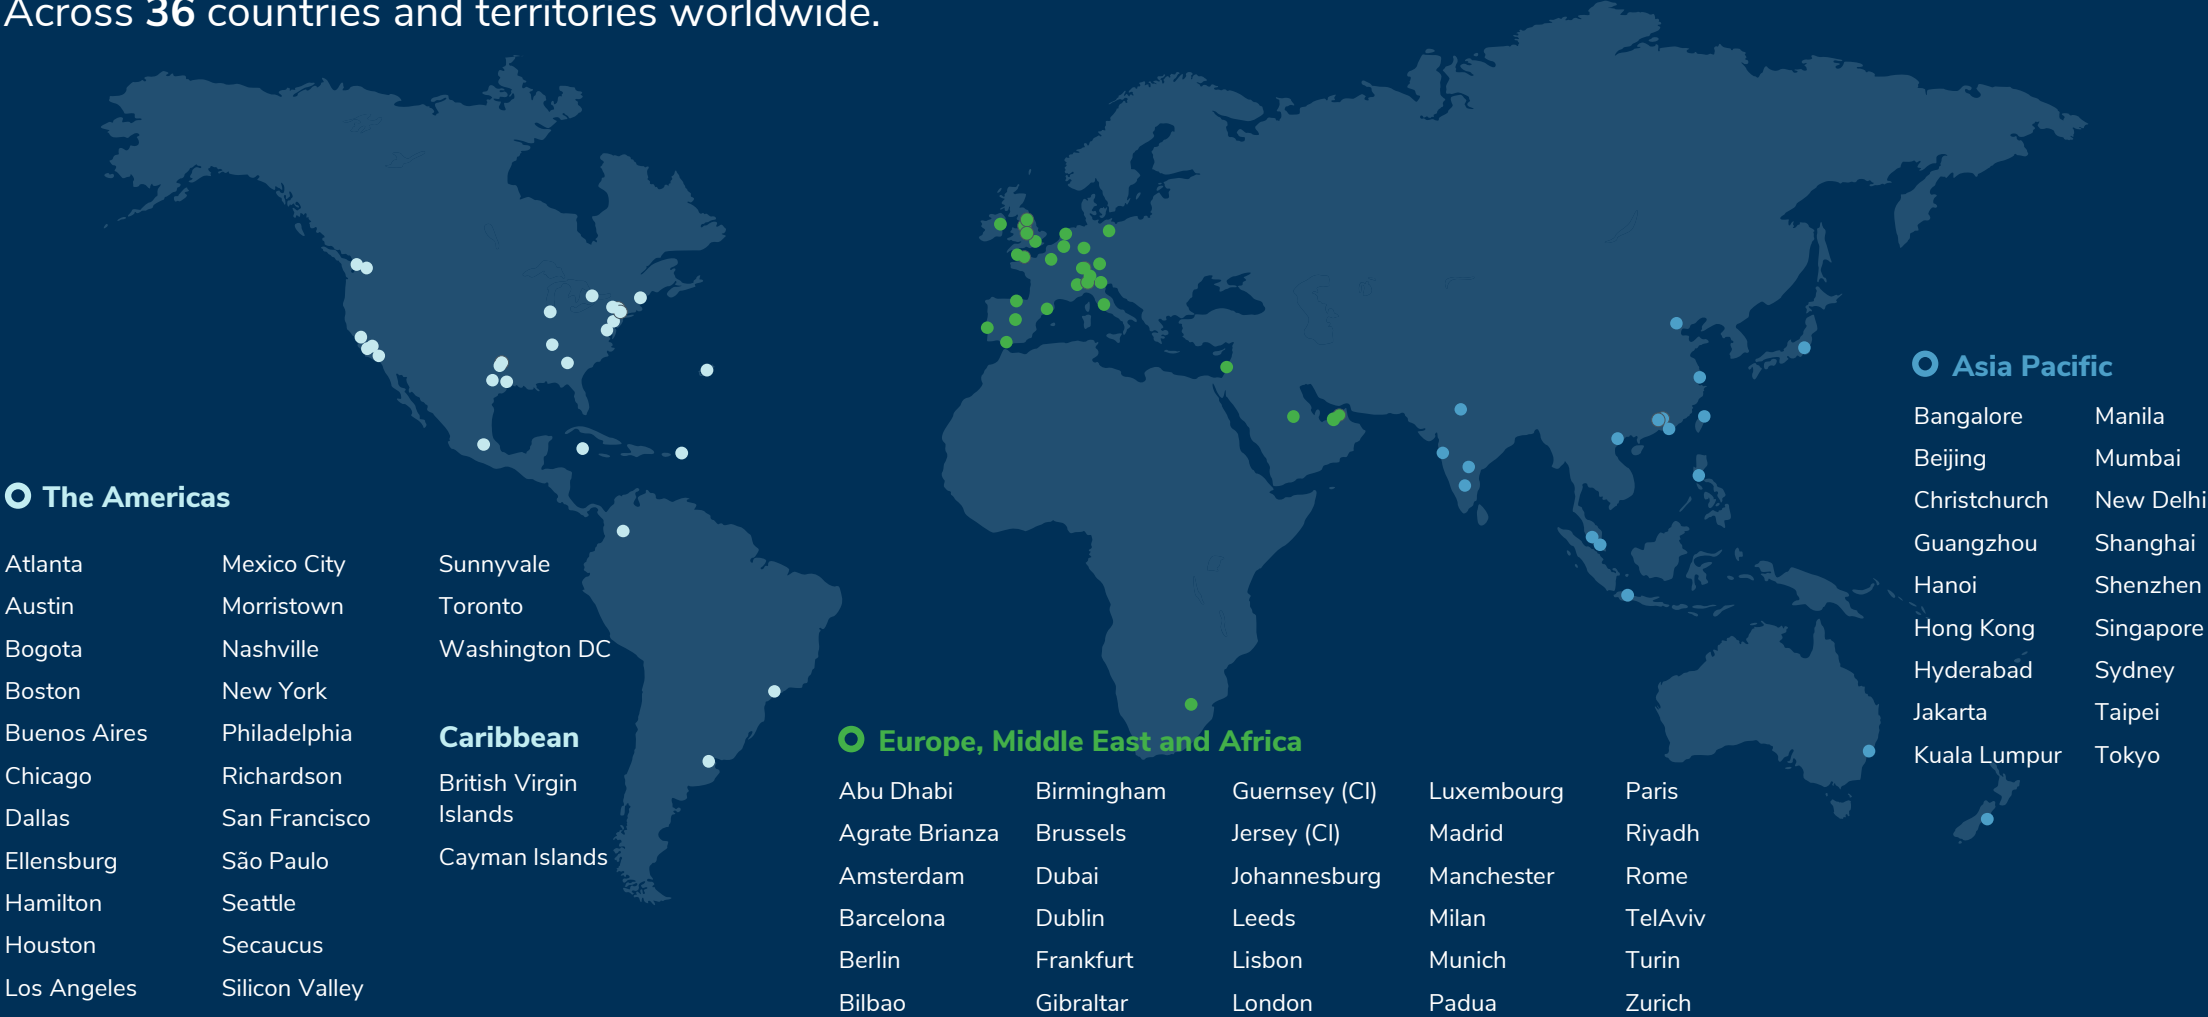 Across 36 countries and territories worldwide.
The Americas
Atlanta
Austin
Bogota
Boston
Buenos Aires
Chicago
Dallas
Ellensburg
Hamilton
Houston
Los Angeles
Mexico City
Morristown
Nashville
New York
Philadelphia
Richardson
San Francisco
São Paulo
Seattle
Secaucus
Silicon Valley
Sunnyvale
Toronto
Washington DC
Caribbean
British Virgin
Islands
Cayman Islands
Europe, Middle East and Africa
Abu Dhabi
Agrate Brianza
Amsterdam
Barcelona
Berlin
Bilbao
Birmingham
Brussels
Dubai
Dublin
Frankfurt
Gibraltar
Guernsey (CI)
Jersey (CI)
Johannesburg
Leeds
Lisbon
London
Luxembourg
Madrid
Manchester
Milan
Munich
Padua
Paris
Riyadh
Rome
TelAviv
Turin
Zurich
Asia Pacific
Bangalore
Beijing
Christchurch
Guangzhou
Hanoi
Hong Kong
Hyderabad
Jakarta
Kuala Lumpur
Manila
Mumbai
New Delhi
Shanghai
Shenzhen
Singapore
Sydney
Taipei
Tokyo